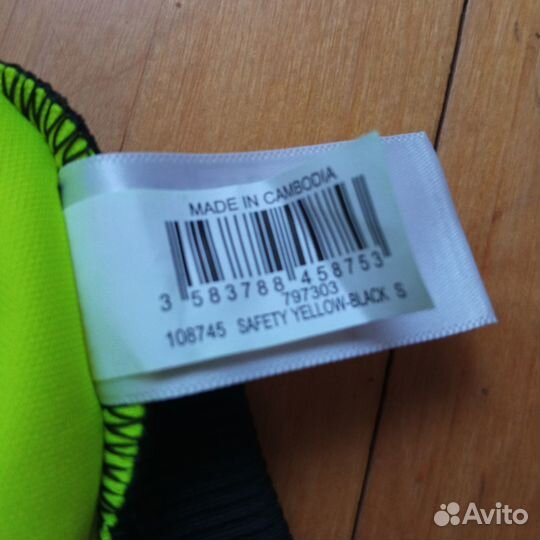 MADE IN CAMBODIA
3 583788 458753
797303
108745 SAFETY YELLOW-BLACK S
Avito